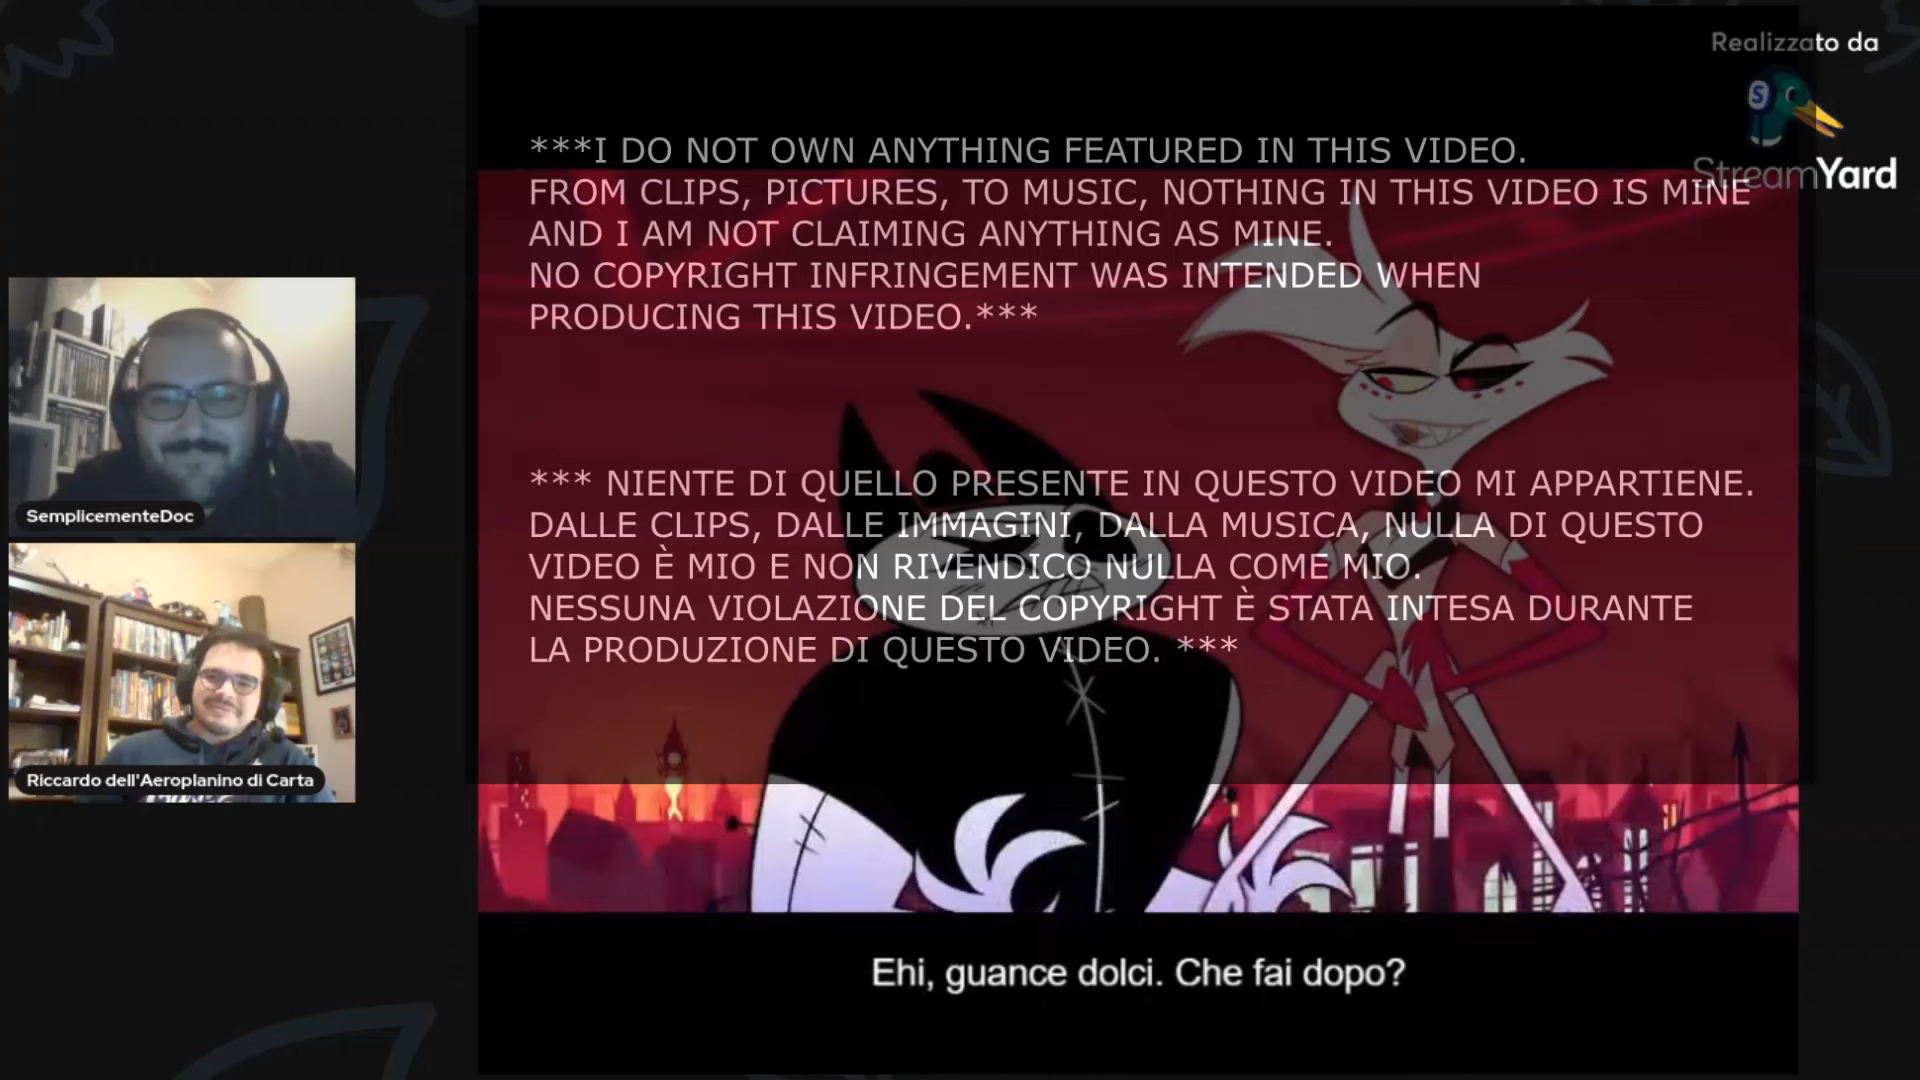 Realizzato da
StreamYard
***I DO NOT OWN ANYTHING FEATURED IN THIS VIDEO.
FROM CLIPS, PICTURES, TO MUSIC, NOTHING IN THIS VIDEO IS MINE
AND I AM NOT CLAIMING ANYTHING AS MINE.
NO COPYRIGHT INFRINGEMENT WAS INTENDED WHEN
PRODUCING THIS VIDEO.***
*** NIENTE DI QUELLO PRESENTE IN QUESTO VIDEO MI APPARTIENE.
DALLE CLIPS, DALLE IMMAGINI, DALLA MUSICA, NULLA DI QUESTO
VIDEO È MIO E NON RIVENDICO NULLA COME MIO.
NESSUNA VIOLAZIONE DEL COPYRIGHT È STATA INTESA DURANTE
LA PRODUZIONE DI QUESTO VIDEO. ***
SemplicementeDoc
Riccardo dell'Aeroplanino di Carta
Ehi, guance dolci. Che fai dopo?